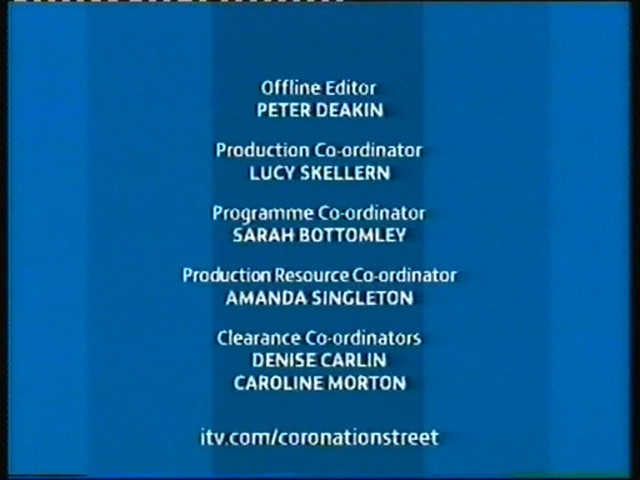 Offline Editor
PETER DEAKIN
Production Co-ordinator
LUCY SKELLERN
Programme Co-ordinator
SARAH BOTTOMLEY
Production Resource Co-ordinator
AMANDA SINGLETON
Clearance Co-ordinators
DENISE CARLIN
CAROLINE MORTON
itv.com/coronationstreet